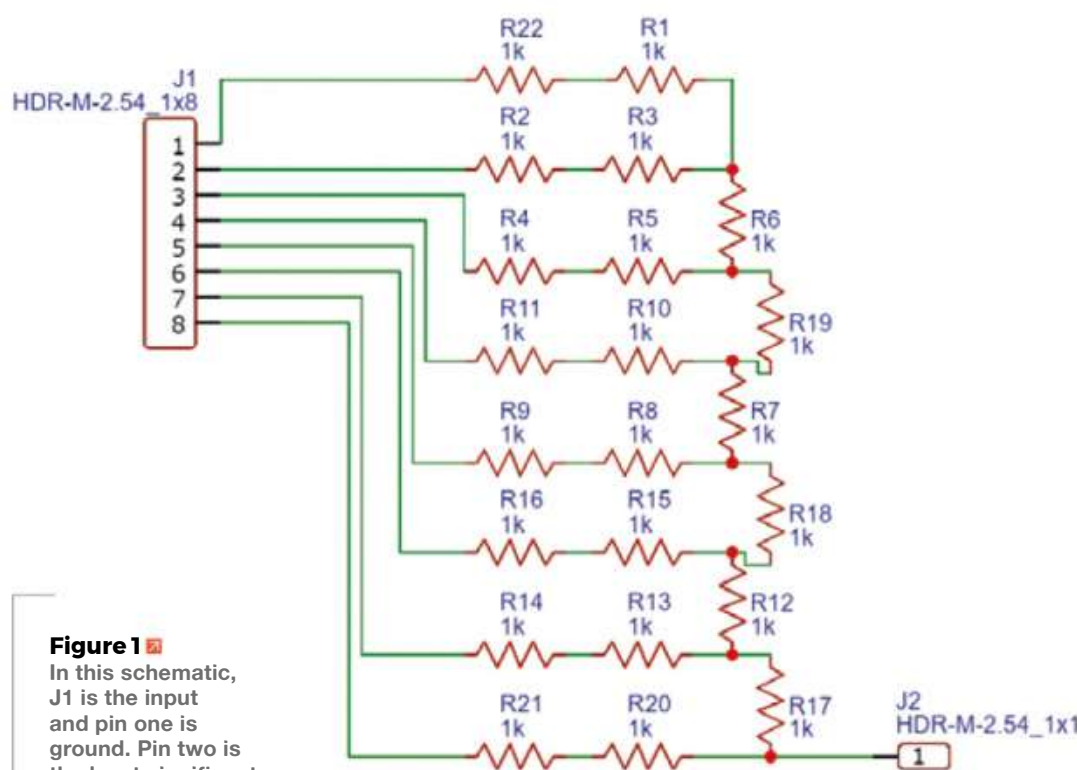 R22
1k
R1
1k
J1
HDR-M-2.54_1x8
1
2
3
4
5
6
7
8
R2
1k
R3
1k
R6
1k
R4
1k
R5
1k
R19
1k
R11
1k
R10
1k
R7
1k
R9
1k
R8
1k
R18
1k
R16
1k
R15
1k
R12
1k
R14
1k
R13
1k
R17
1k
R21
1k
R20
1k
J2
HDR-M-2.54_1x1
1
Figure 1
In this schematic,
J1 is the input
and pin one is
ground. Pin two is